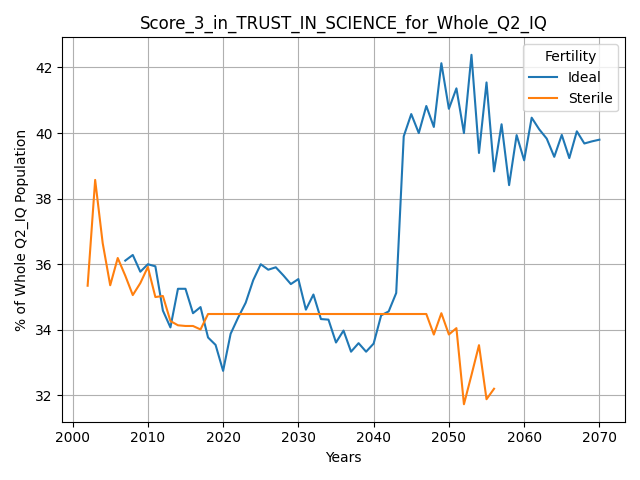 Score_3_in_TRUST_IN_SCIENCE_for_Whole_Q2_IQ
Fertility
Ideal
Sterile
% of Whole Q2_IQ Population
42
40
38
36
34
32
2000
2010
2020
2030
2040
2050
2060
2070
Years